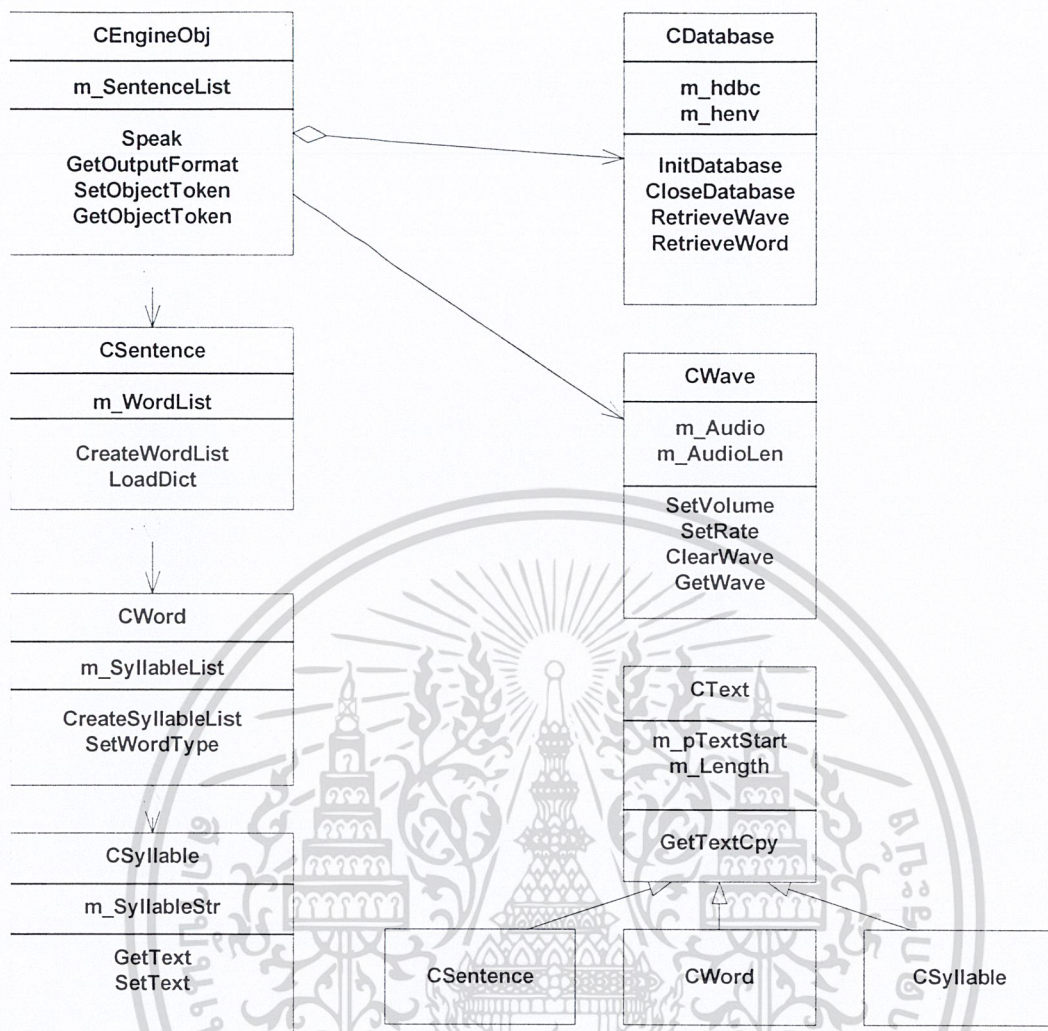 CEngineObj
m_SentenceList
Speak
GetOutputFormat
SetObjectToken
GetObjectToken
CDatabase
m_hdbc
m_henv
InitDatabase
CloseDatabase
RetrieveWave
RetrieveWord
CSentence
m_WordList
CreateWordList
LoadDict
CWave
m_Audio
m_AudioLen
SetVolume
SetRate
ClearWave
GetWave
CWord
m_SyllableList
CreateSyllableList
SetWordType
CText
m_pTextStart
m_Length
GetTextCpy
CSyllable
m_SyllableStr
GetText
SetText
CSentence
CWord
CSyllable